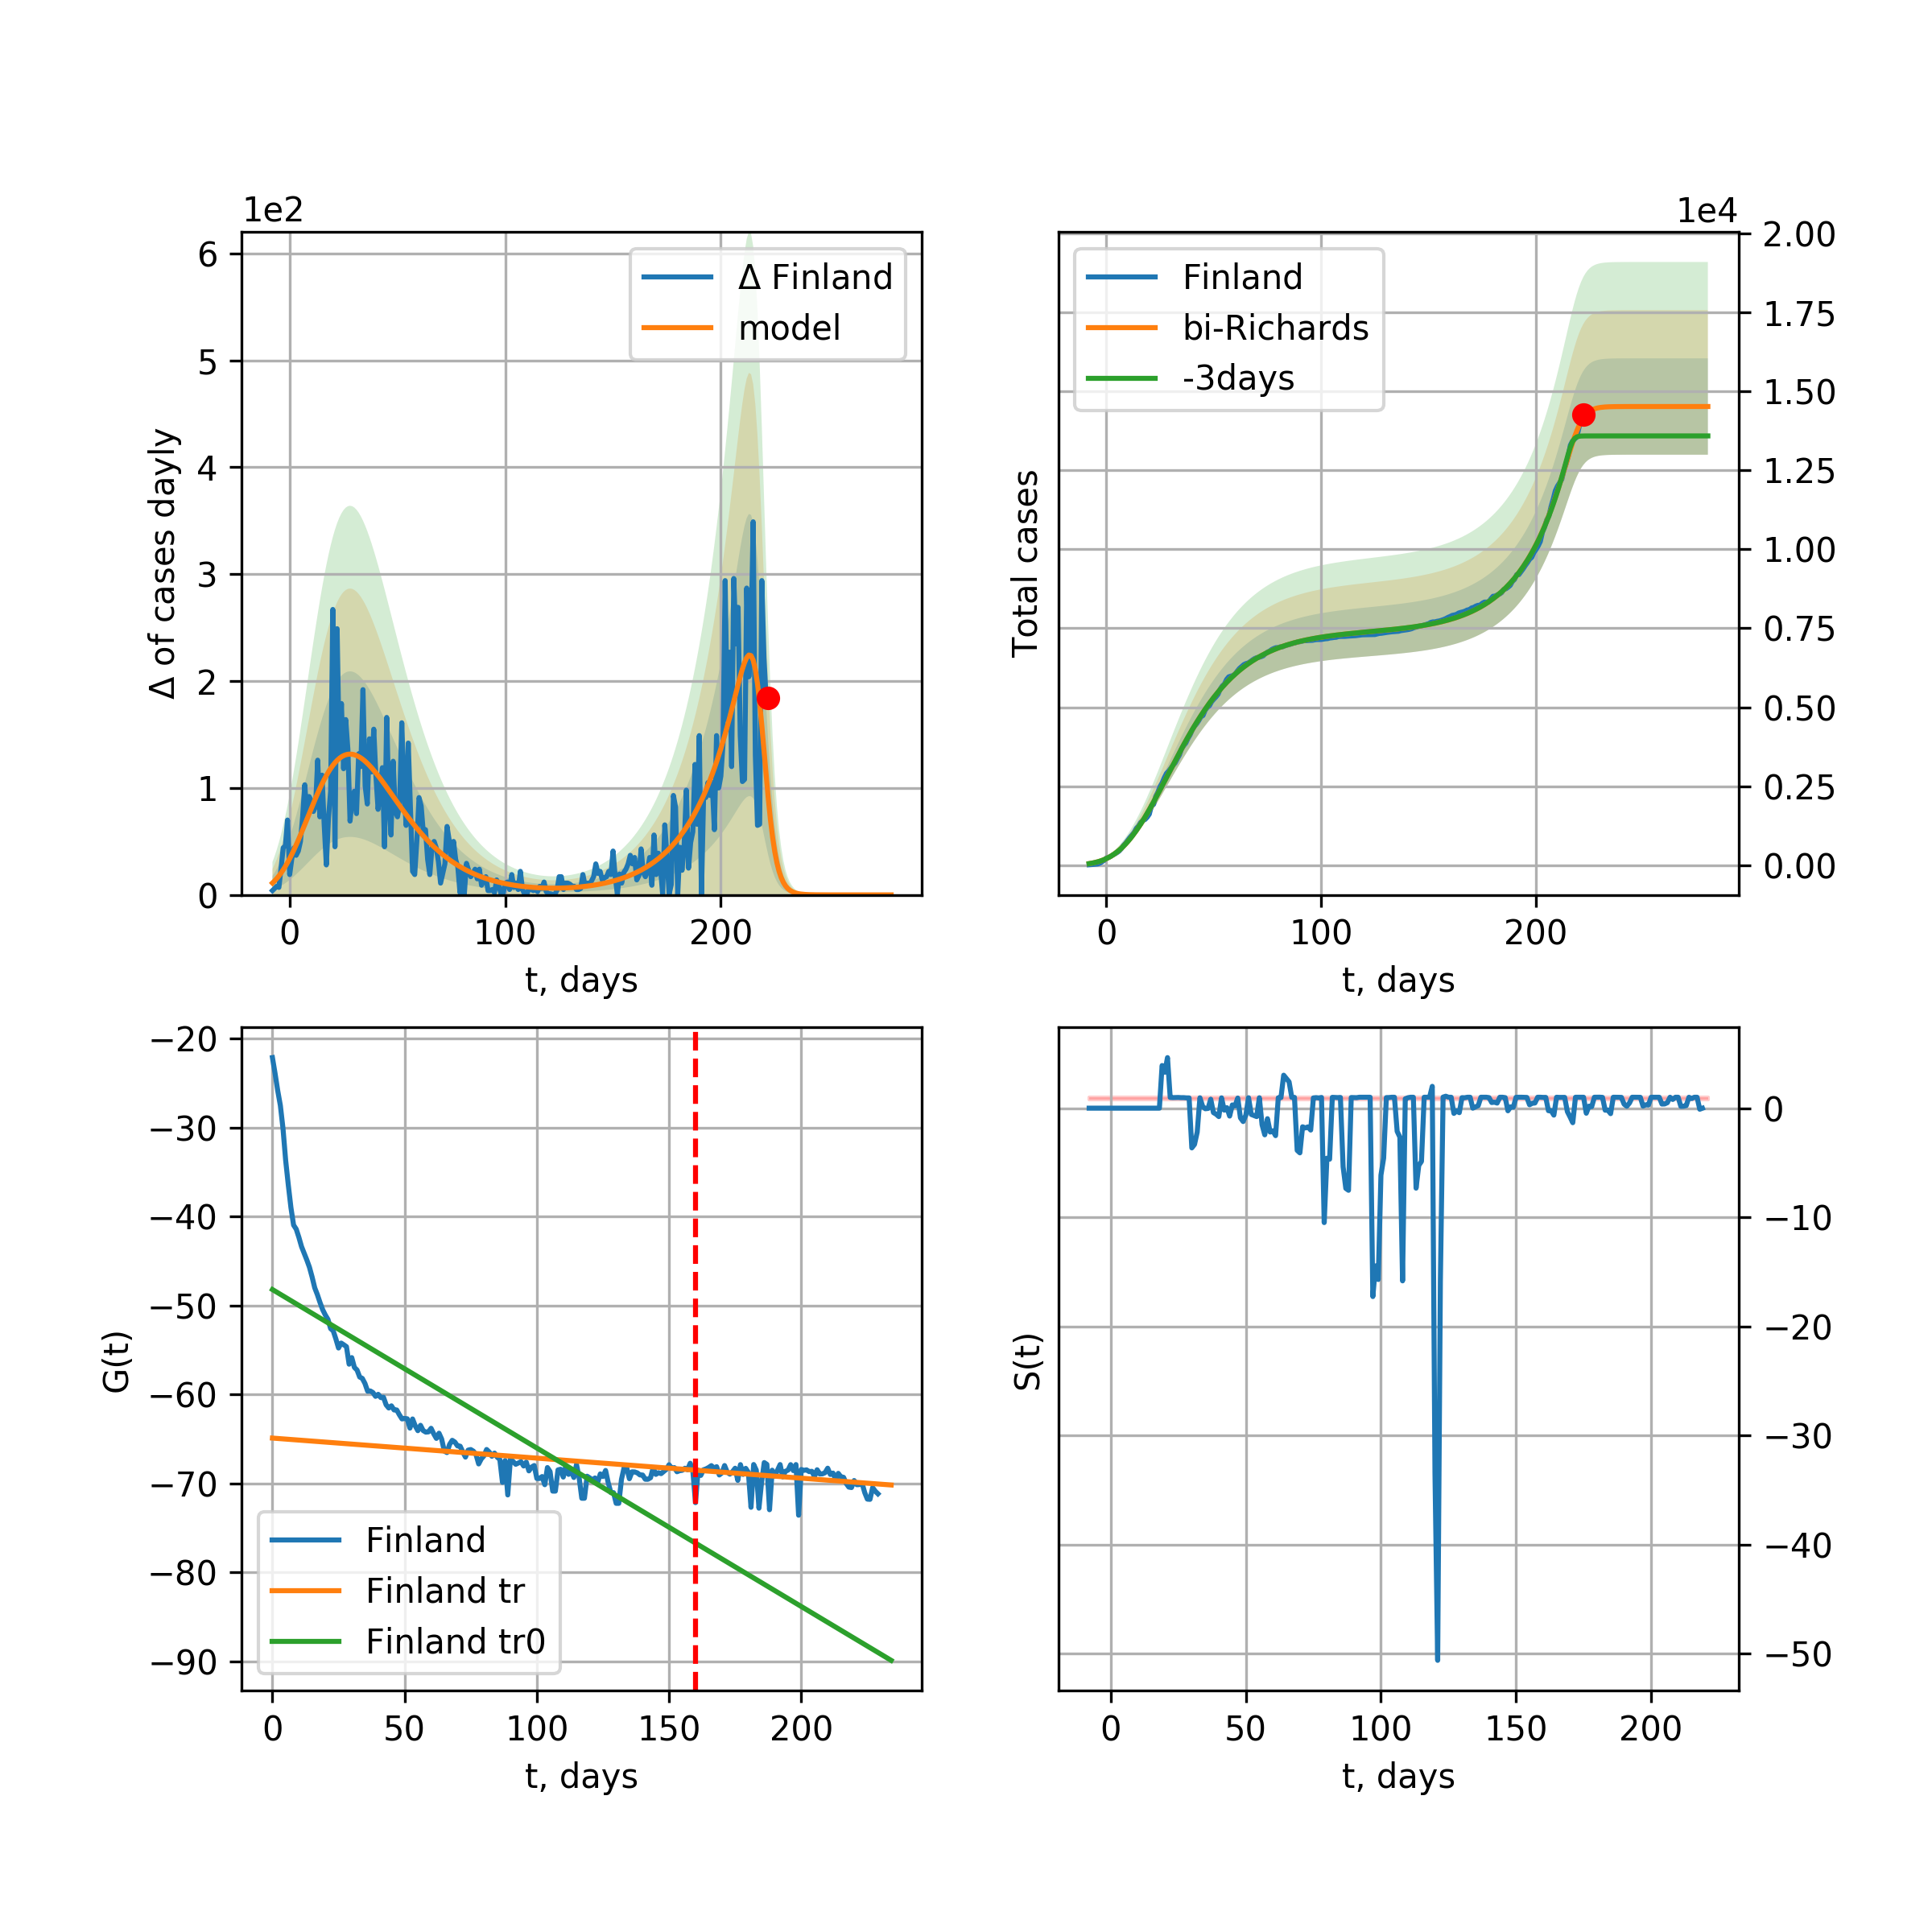 1e2
6
5
4
3
2
1
0
Δ of cases dayly
Δ Finland
model
0 100 200
t, days
1e4
2.00
1.75
1.50
1.25
1.00
0.75
0.50
0.25
0.00
Total cases
Finland
bi-Richards
-3days
0 100 200
t, days
−20
−30
−40
−50
−60
−70
−80
−90
G(t)
Finland
Finland tr
Finland tr0
0 50 100 150 200
t, days
S(t)
0
−10
−20
−30
−40
−50
0 50 100 150 200
t, days